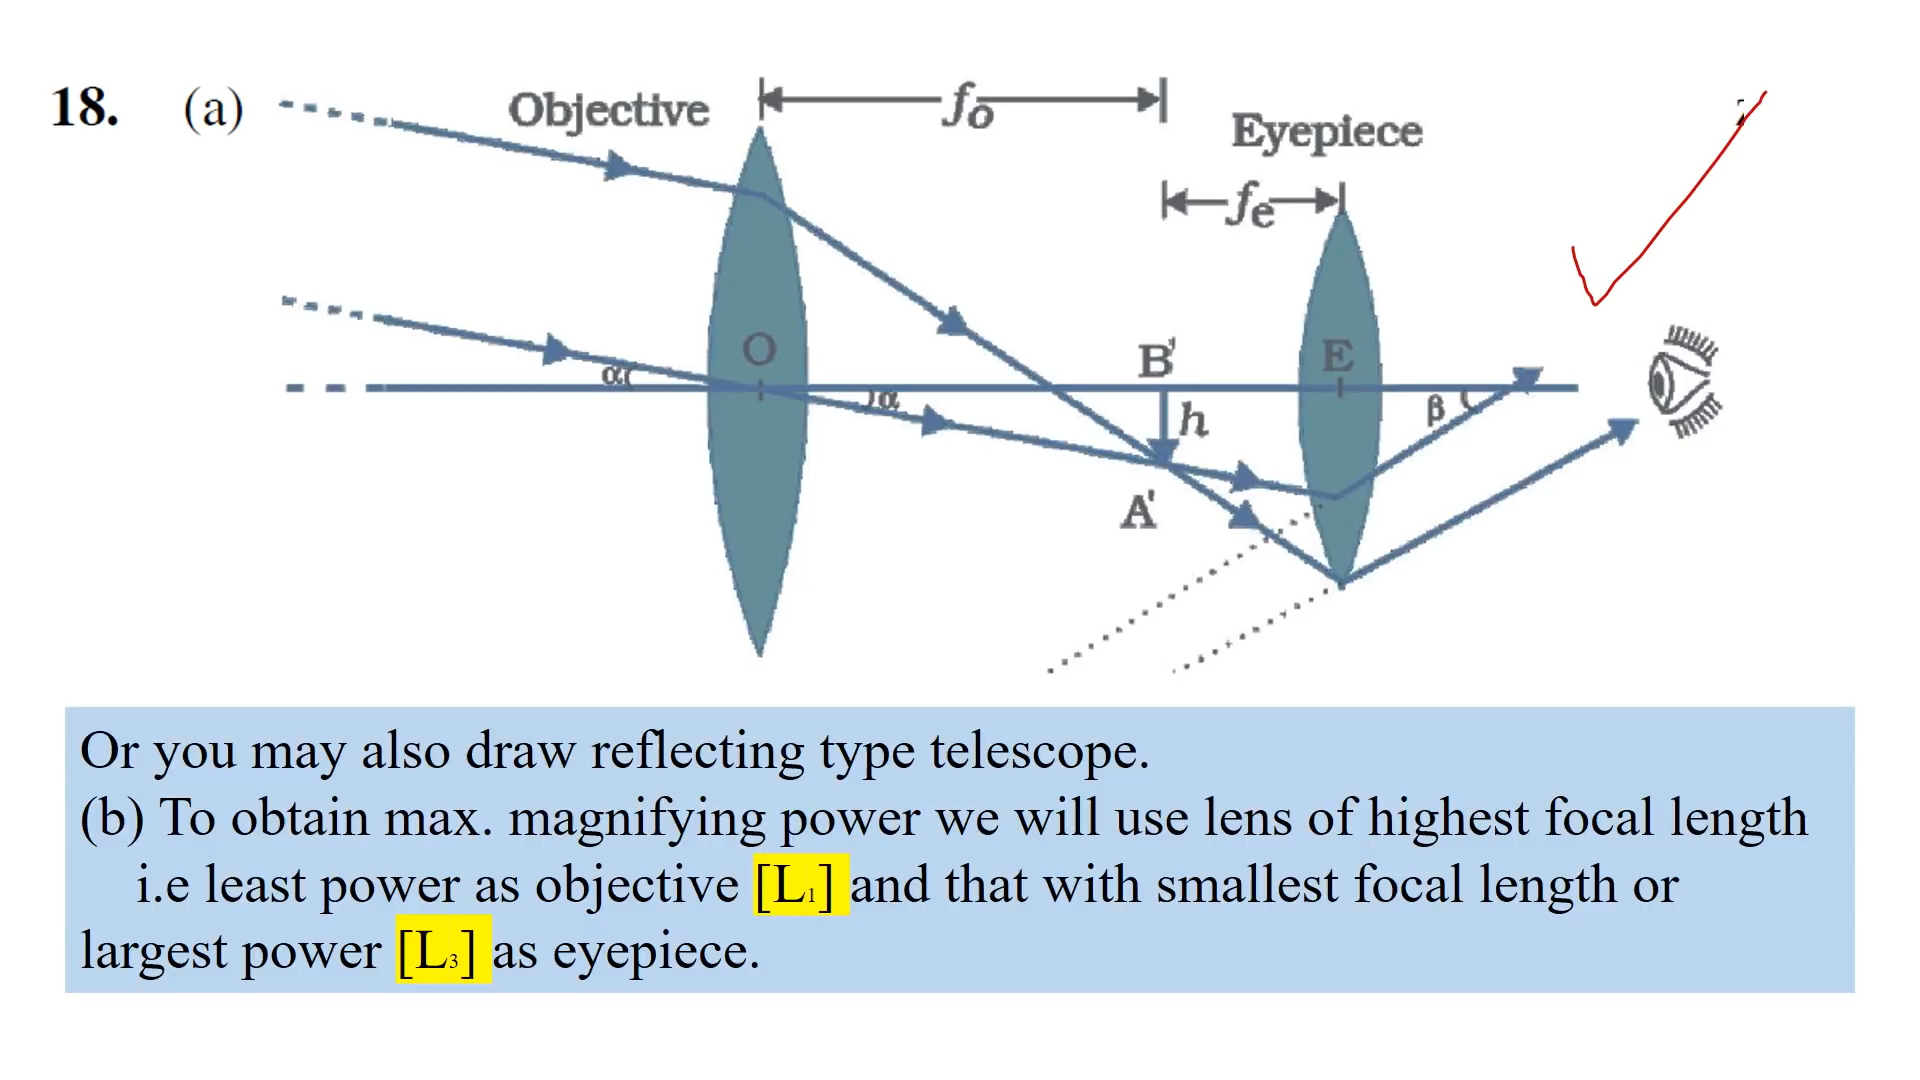 18. (a)
Objective
fo
Eyepiece
fe
O
B'
E
α
α
h
β
A'
Or you may also draw reflecting type telescope.
(b) To obtain max. magnifying power we will use lens of highest focal length
i.e least power as objective [L₁] and that with smallest focal length or
largest power [L₃] as eyepiece.